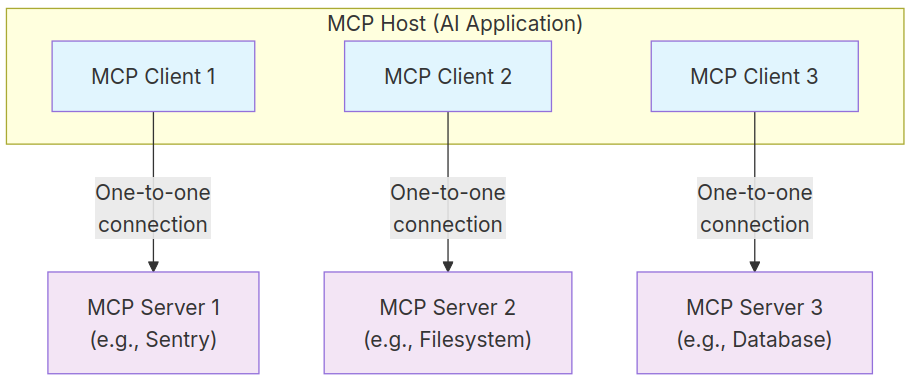 MCP Host (AI Application)
MCP Client 1
MCP Client 2
MCP Client 3
One-to-one
connection
One-to-one
connection
One-to-one
connection
MCP Server 1
(e.g., Sentry)
MCP Server 2
(e.g., Filesystem)
MCP Server 3
(e.g., Database)